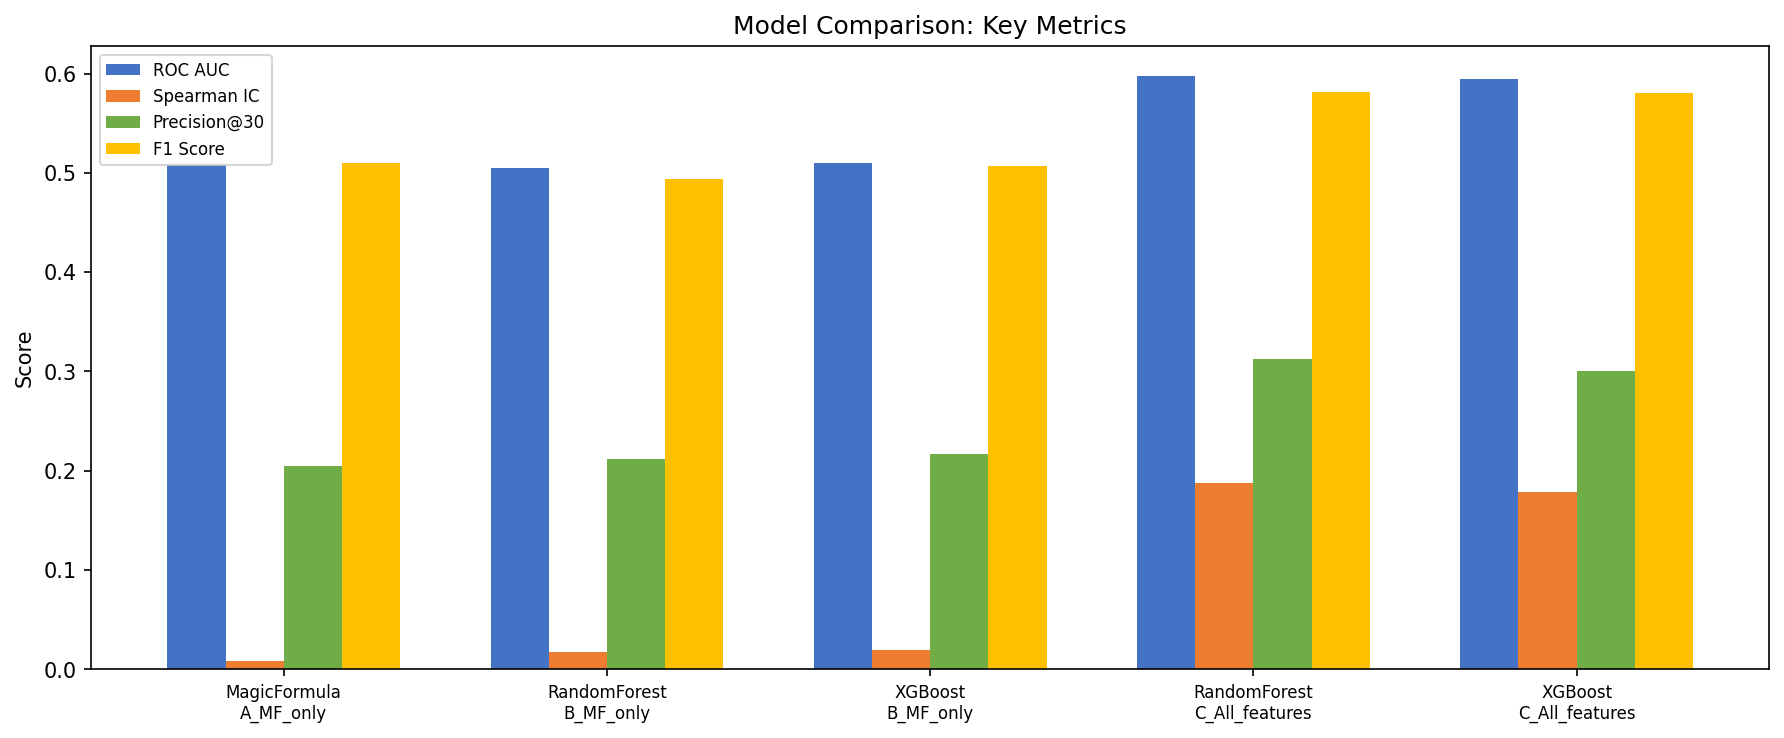 Model Comparison: Key Metrics
ROC AUC
Spearman IC
Precision@30
F1 Score
Score
0.6
0.5
0.4
0.3
0.2
0.1
0.0
MagicFormula
A_MF_only
RandomForest
B_MF_only
XGBoost
B_MF_only
RandomForest
C_All_features
XGBoost
C_All_features